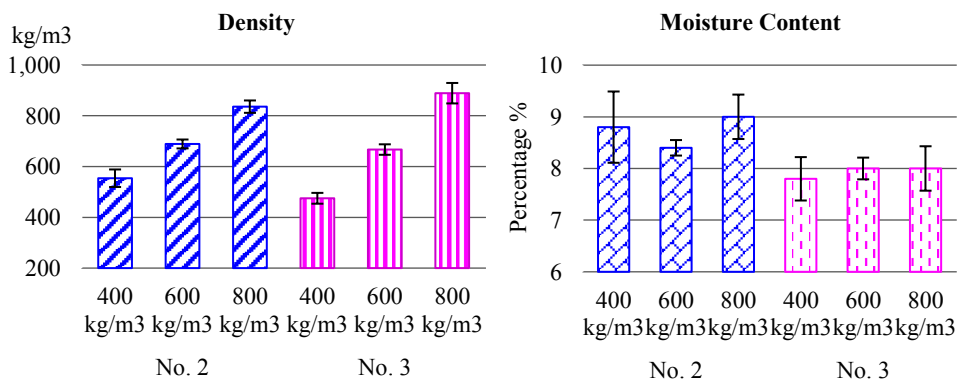 Density
kg/m3
1,000
800
600
400
200
400 600 800 400 600 800
kg/m3 kg/m3 kg/m3 kg/m3 kg/m3 kg/m3
No. 2 No. 3
Moisture Content
Percentage %
10
9
8
7
6
400 600 800 400 600 800
kg/m3 kg/m3 kg/m3 kg/m3 kg/m3 kg/m3
No. 2 No. 3